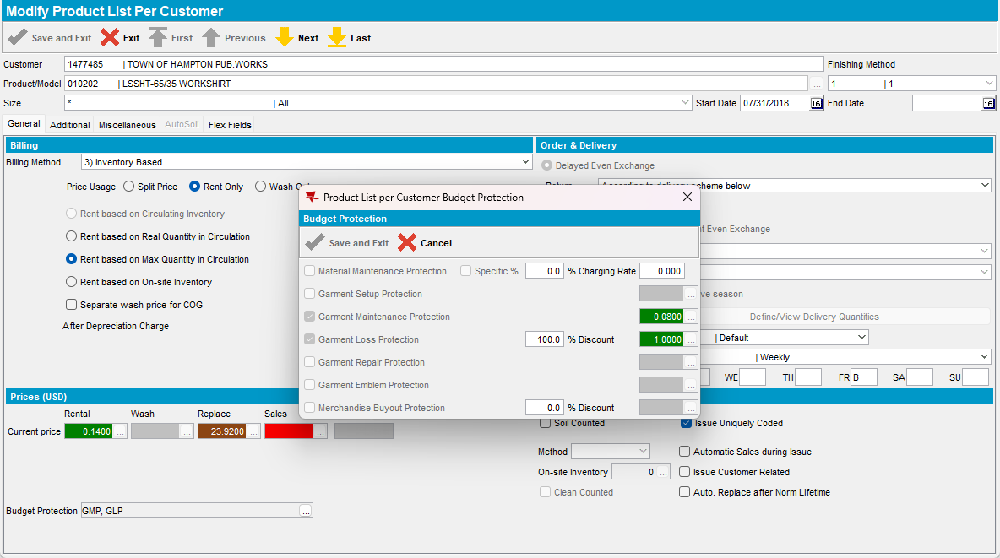 Modify Product List Per Customer
Save and Exit Exit First Previous Next Last
Customer 1477485 | TOWN OF HAMPTON PUB.WORKS Finishing Method
Product/Model 010202 | LSSHT-65/35 WORKSHIRT ... 1 | 1
Size * | All Start Date 07/31/2018 16 End Date 16
General Additional Miscellaneous AutoSoil Flex Fields
Billing
Billing Method 3) Inventory Based
Price Usage Split Price Rent Only Wash
Rent based on Circulating Inventory
Rent based on Real Quantity in Circulation
Rent based on Max Quantity in Circulation
Rent based on On-site Inventory
Separate wash price for COG
After Depreciation Charge
Order & Delivery
Delayed Even Exchange
Return According to delivery scheme below
Even Exchange
season
Define/View Delivery Quantities
| Default
| Weekly
WE TH FR B SA SU
Product List per Customer Budget Protection
Budget Protection
Save and Exit Cancel
Material Maintenance Protection Specific % 0.0 % Charging Rate 0.000
Garment Setup Protection ...
Garment Maintenance Protection 0.0800 ...
Garment Loss Protection 100.0 % Discount 1.0000 ...
Garment Repair Protection ...
Garment Emblem Protection ...
Merchandise Buyout Protection 0.0 % Discount ...
Prices (USD)
Rental Wash Replace Sales
Current price 0.1400 ... ... 23.9200 ... ...
Budget Protection GMP, GLP ...
Soil Counted Issue Uniquely Coded
Method Automatic Sales during Issue
On-site Inventory 0 ... Issue Customer Related
Clean Counted Auto. Replace after Norm Lifetime